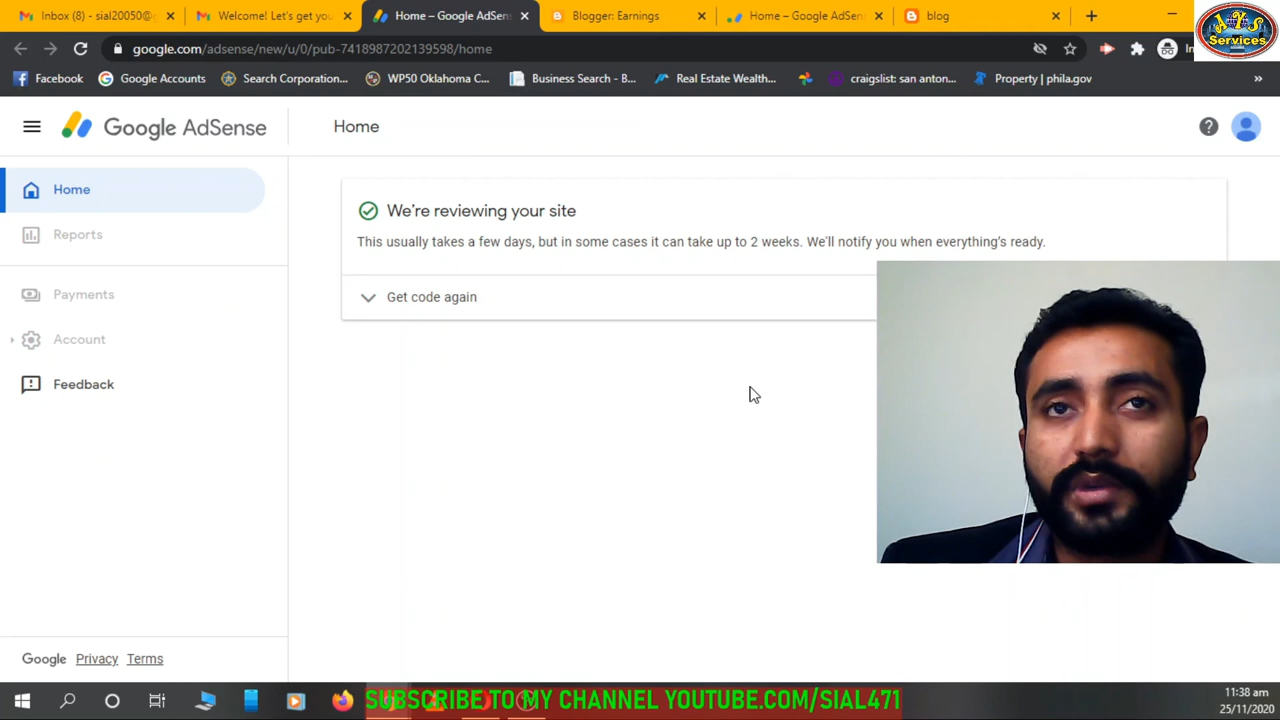 Inbox (8) - sial20050@g
Welcome! Let's get you
Home – Google AdSen
Blogger: Earnings
Home – Google AdSen
blog
AYS
Services
google.com/adsense/new/u/0/pub-7418987202139598/home
Facebook
Google Accounts
Search Corporation...
WP50 Oklahoma C...
Business Search - B...
Real Estate Wealth...
craigslist: san anton...
Property | phila.gov
Google AdSense
Home
Home
Reports
Payments
Account
Feedback
We're reviewing your site
This usually takes a few days, but in some cases it can take up to 2 weeks. We'll notify you when everything's ready.
Get code again
Google Privacy Terms
SUBSCRIBE TO MY CHANNEL YOUTUBE.COM/SIAL471
11:38 am
25/11/2020